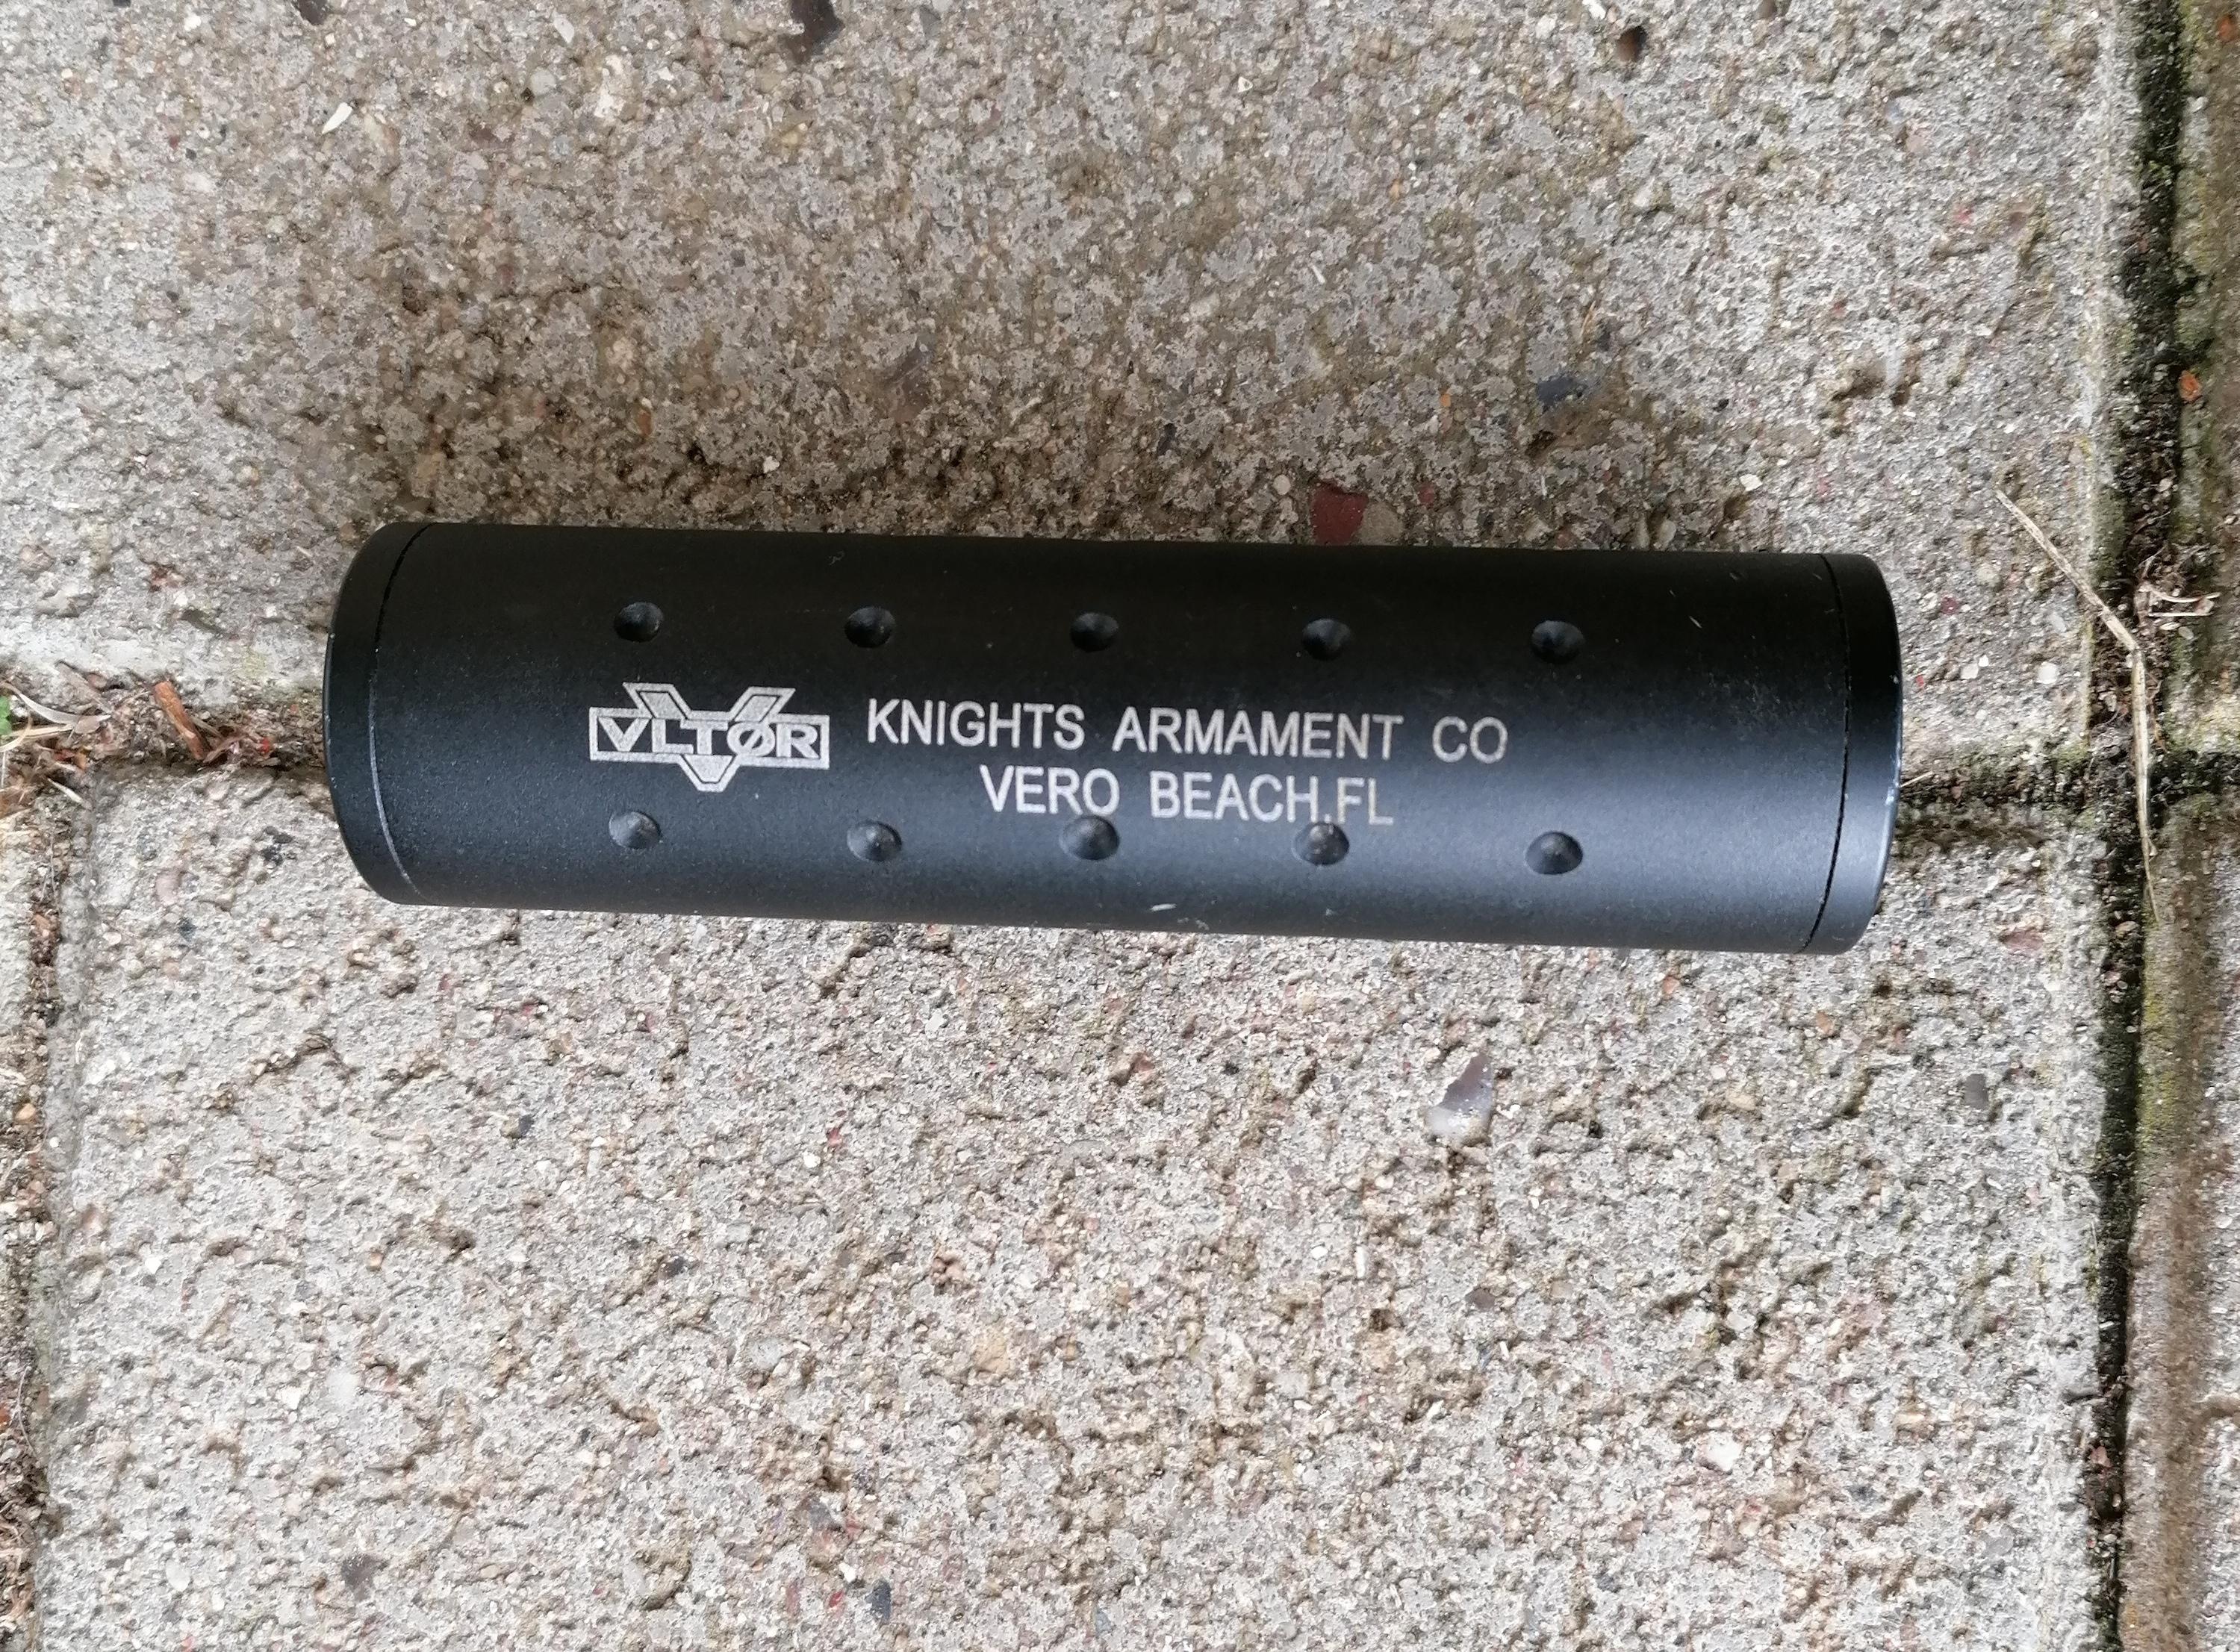 VLTØR
KNIGHTS ARMAMENT CO
VERO BEACH,FL